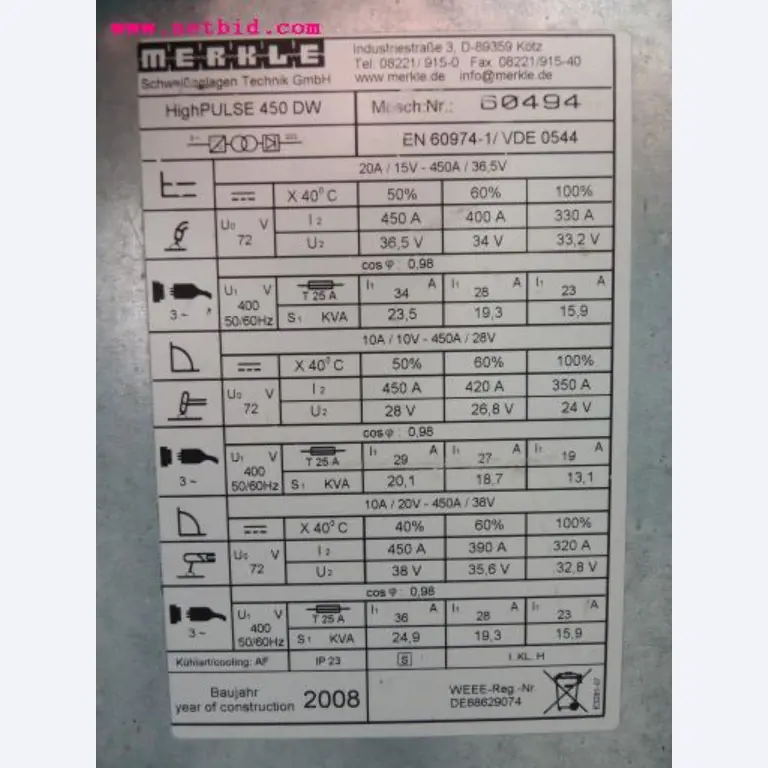 www.netbid.com
MERKLE
Schweißanlagen Technik GmbH
Industriestraße 3, D-89359 Kötz
Tel. 08221/ 915-0 Fax 08221/915-40
www.merkle.de info@merkle.de
HighPULSE 450 DW
Masch:Nr.: 60494
EN 60974-1/ VDE 0544
20A / 15V - 450A / 36,5V
X 40° C 50% 60% 100%
U0 V 72
I2 450 A 400 A 330 A
U2 36,5 V 34 V 33,2 V
cos φ : 0,98
3~ U1 V 400 50/60Hz
T 25 A I1 34 A I1 28 A I1 23 A
S1 KVA 23,5 19,3 15,9
10A / 10V - 450A / 28V
X 40° C 50% 60% 100%
U0 V 72
I2 450 A 420 A 350 A
U2 28 V 26,8 V 24 V
cos φ : 0,98
3~ U1 V 400 50/60Hz
T 25 A I1 29 A I1 27 A I1 19 A
S1 KVA 20,1 18,7 13,1
10A / 20V - 450A / 38V
X 40° C 40% 60% 100%
U0 V 72
I2 450 A 390 A 320 A
U2 38 V 35,6 V 32,8 V
cos φ : 0,98
3~ U1 V 400 50/60Hz
T 25 A I1 36 A I1 28 A I1 23 A
S1 KVA 24,9 19,3 15,9
Kühlart/cooling: AF IP 23 S I. KL. H
Baujahr
year of construction 2008
WEEE-Reg.-Nr
DE68629074